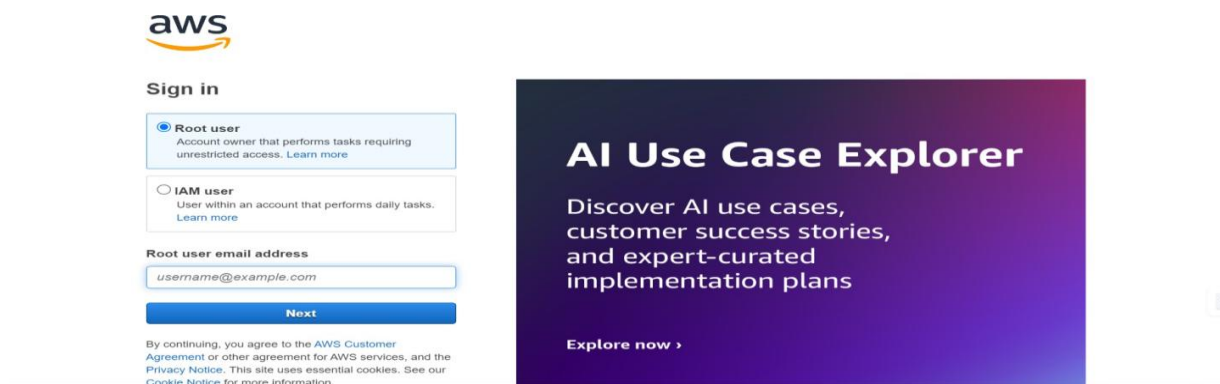 aws
Sign in
Root user
Account owner that performs tasks requiring
unrestricted access. Learn more
IAM user
User within an account that performs daily tasks.
Learn more
Root user email address
username@example.com
Next
By continuing, you agree to the AWS Customer
Agreement or other agreement for AWS services, and the
Privacy Notice. This site uses essential cookies. See our
Cookie Notice for more information.
AI Use Case Explorer
Discover AI use cases,
customer success stories,
and expert-curated
implementation plans
Explore now ›